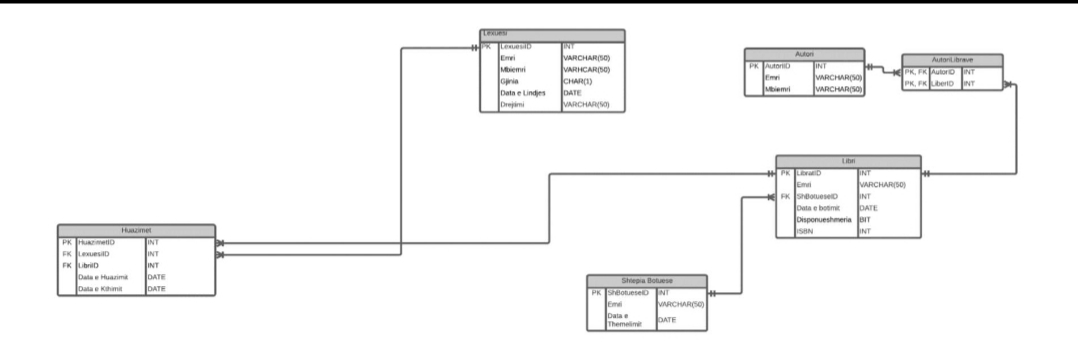 Lexuesi
PK LexuesiID INT
Emri VARCHAR(50)
Mbiemri VARHCAR(50)
Gjinia CHAR(1)
Data e Lindjes DATE
Drejtimi VARCHAR(50)
Autori
PK AutoriID INT
Emri VARCHAR(50)
Mbiemri VARCHAR(50)
AutoriLibrave
PK, FK AutorID INT
PK, FK LiberID INT
Libri
PK LibratID INT
Emri VARCHAR(50)
FK ShBotueseID INT
Data e botimit DATE
Disponueshmeria BIT
ISBN INT
Huazimet
PK HuazimetID INT
FK LexuesiID INT
FK LibriID INT
Data e Huazimit DATE
Data e Kthimit DATE
Shtepia Botuese
PK ShBotueseID INT
Emri VARCHAR(50)
Data e
Themelimit DATE